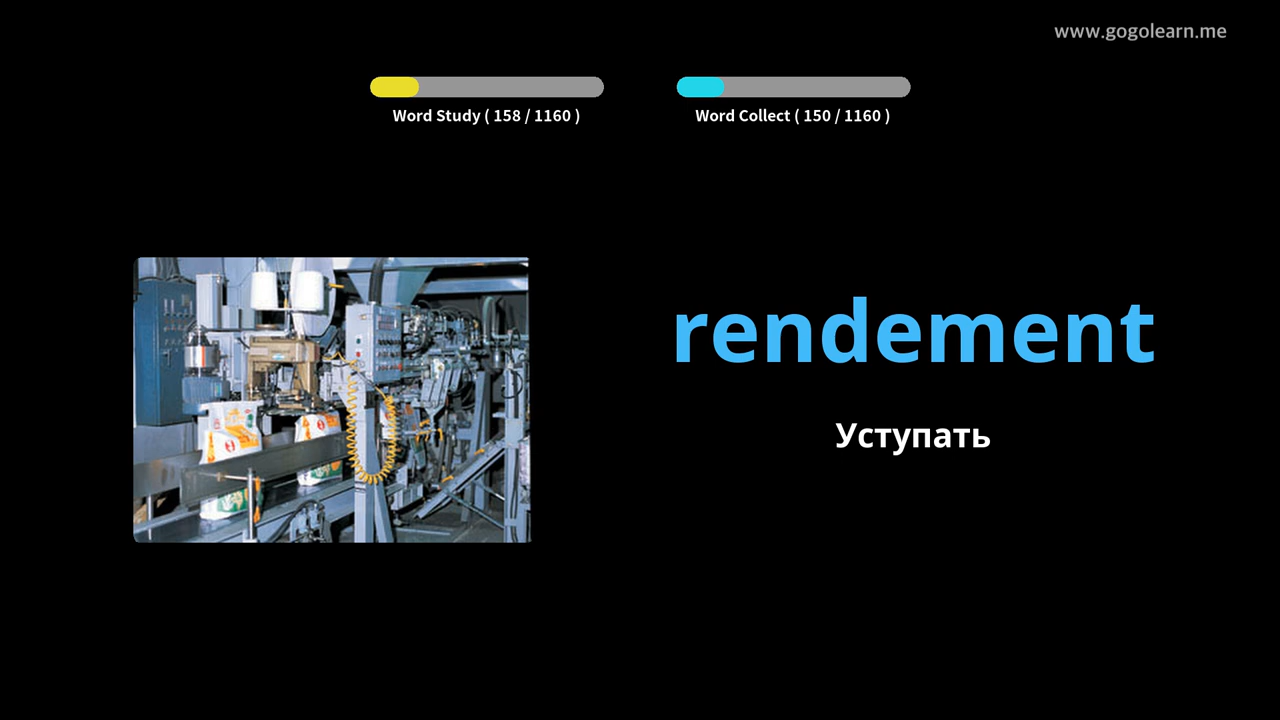 www.gogolearn.me
Word Study ( 158 / 1160 )
Word Collect ( 150 / 1160 )
rendement
Уступать